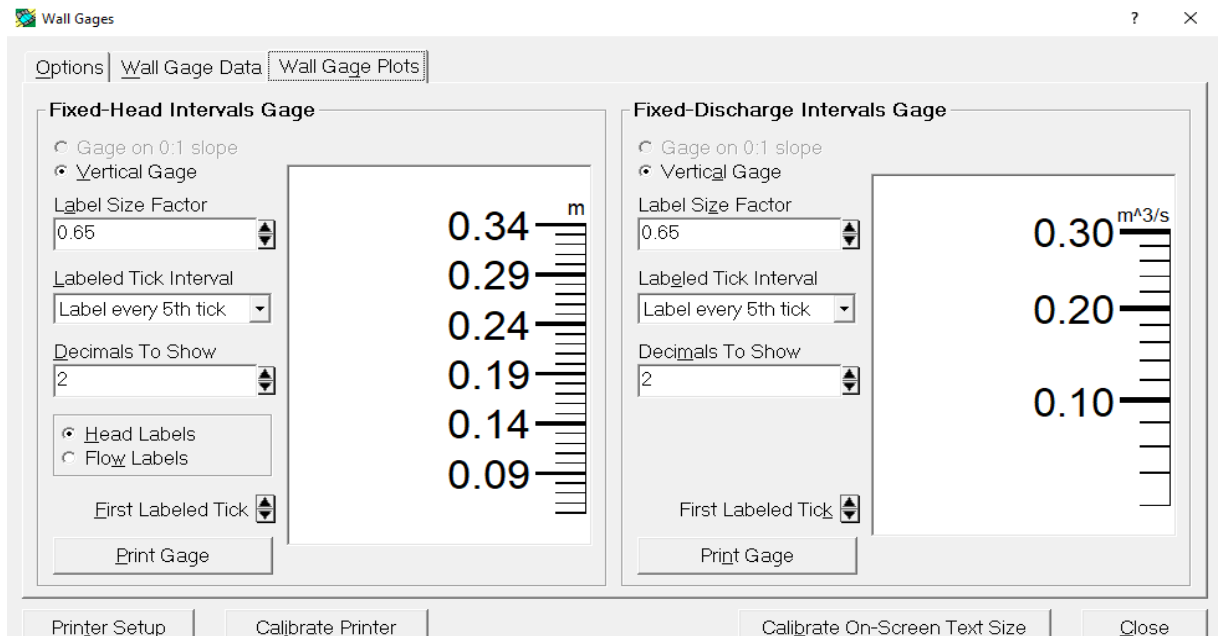 Wall Gages
?
Options
Wall Gage Data
Wall Gage Plots
Fixed-Head Intervals Gage
Gage on 0:1 slope
Vertical Gage
Label Size Factor
0.65
Labeled Tick Interval
Label every 5th tick
Decimals To Show
2
Head Labels
Flow Labels
First Labeled Tick
Print Gage
m
0.34
0.29
0.24
0.19
0.14
0.09
Fixed-Discharge Intervals Gage
Gage on 0:1 slope
Vertical Gage
Label Size Factor
0.65
Labeled Tick Interval
Label every 5th tick
Decimals To Show
2
First Labeled Tick
Print Gage
m^3/s
0.30
0.20
0.10
Printer Setup
Calibrate Printer
Calibrate On-Screen Text Size
Close